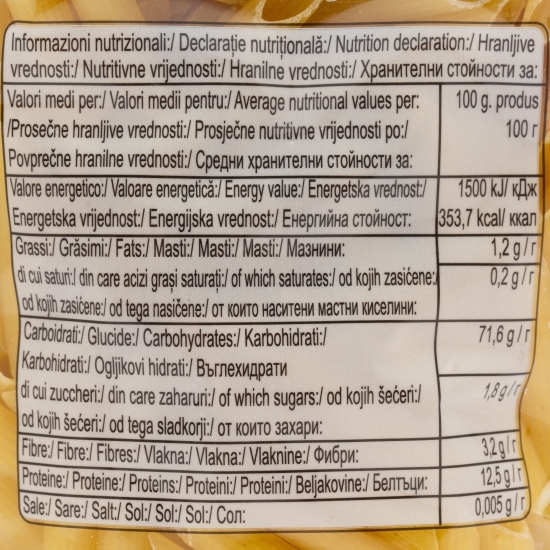 Informazioni nutrizionali:/ Declarație nutrițională:/ Nutrition declaration:/ Hranljive
vrednosti:/ Nutritivne vrijednosti:/ Hranilne vrednosti:/ Хранителни стойности за:
Valori medi per:/ Valori medii pentru:/ Average nutritional values per: 100 g. produs
/Prosečne hranljive vrednosti:/ Prosječne nutritivne vrijednosti po:/ 100 г
Povprečne hranilne vrednosti:/ Средни хранителни стойности за:
Valore energetico:/ Valoare energetică:/ Energy value:/ Energetska vrednost:/ 1500 kJ/ кДж
Energetska vrijednost:/ Energijska vrednost:/ Енергийна стойност: 353,7 kcal/ ккал
Grassi:/ Grăsimi:/ Fats:/ Masti:/ Masti:/ Masti:/ Мазнини: 1,2 g/г
di cui saturi:/ din care acizi grași saturați:/ of which saturates:/ od kojih zasićene:/ 0,2 g/г
od kojih zasićene:/ od tega nasičene:/ от които наситени мастни киселини:
Carboidrati:/ Glucide:/ Carbohydrates:/ Karbohidrati:/ 71,6 g/г
Karbohidrati:/ Ogljikovi hidrati:/ Въглехидрати
di cui zuccheri:/ din care zaharuri:/ of which sugars:/ od kojih šećeri:/ 1,8 g/г
od kojih šećeri:/ od tega sladkorji:/ от които захари:
Fibre:/ Fibre:/ Fibres:/ Vlakna:/ Vlakna:/ Vlaknine:/ Фибри: 3,2 g/г
Proteine:/ Proteine:/ Proteins:/ Proteini:/ Proteini:/ Beljakovine:/ Белтъци: 12,5 g/г
Sale:/ Sare:/ Salt:/ Sol:/ Sol:/ Sol:/ Сол: 0,005 g/г